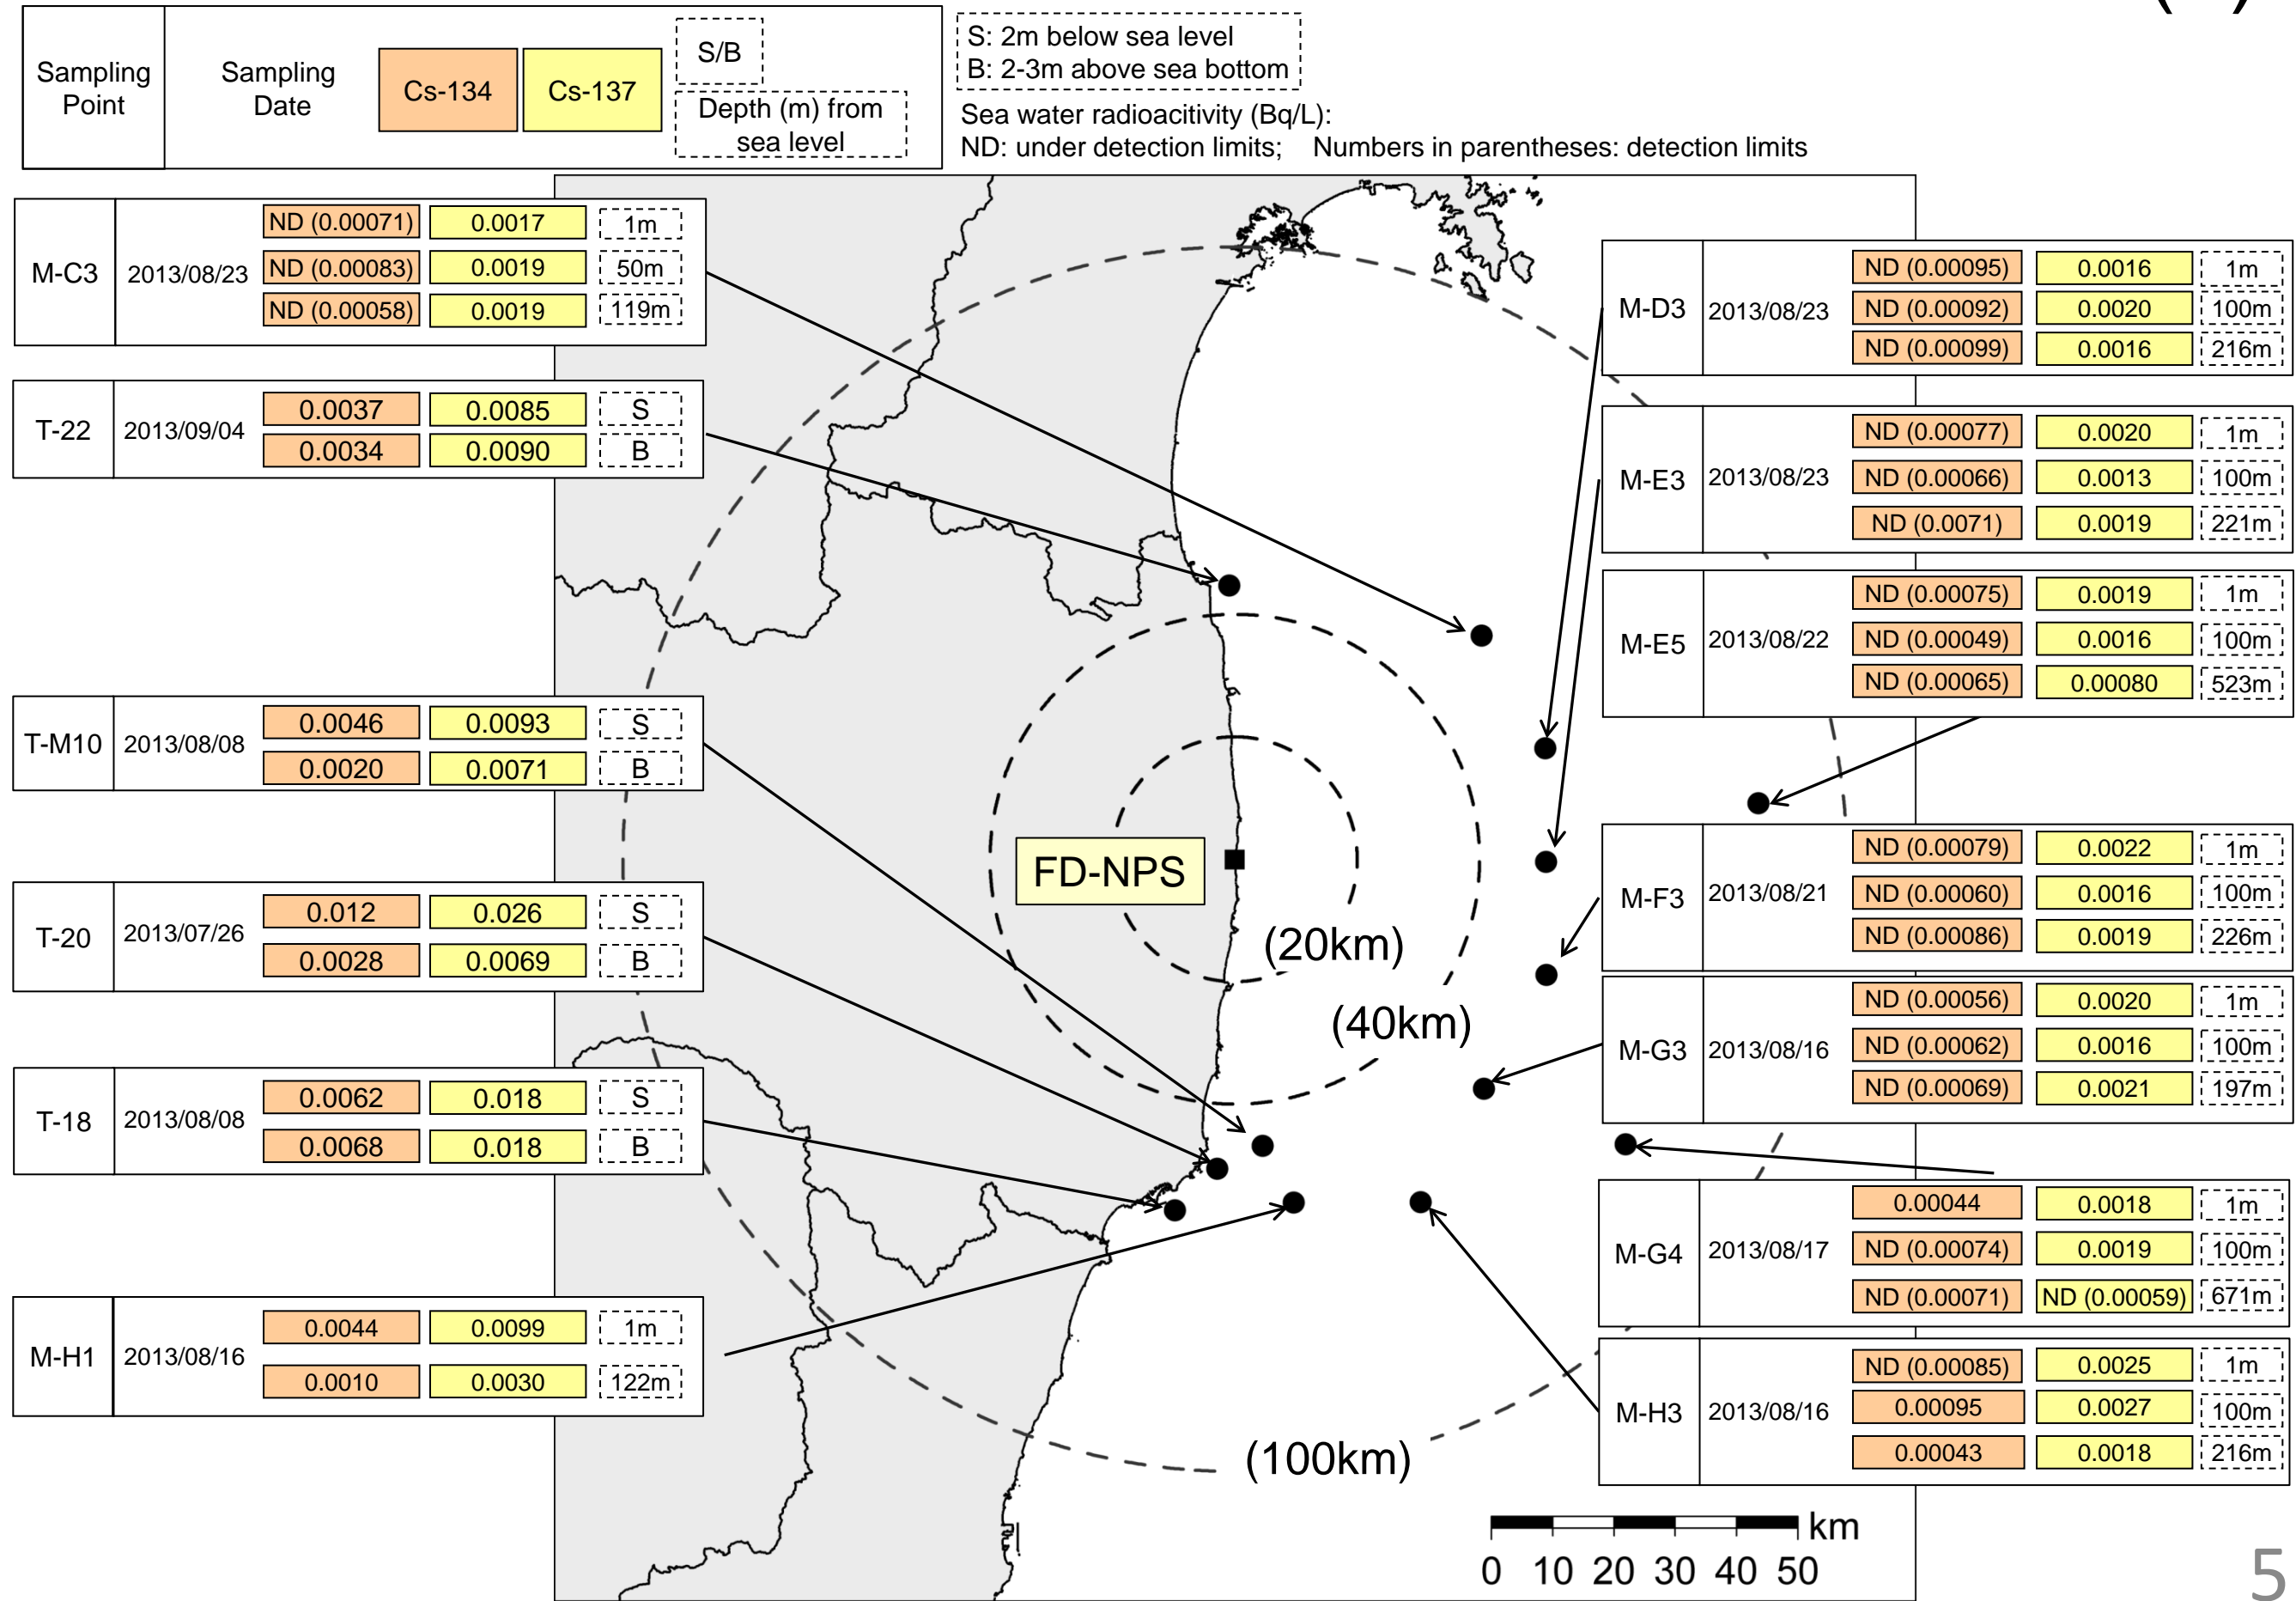 ( )
Sampling
Point
Sampling
Date
Cs-134
Cs-137
S/B
Depth (m) from
sea level
S: 2m below sea level
B: 2-3m above sea bottom
Sea water radioacitivity (Bq/L):
ND: under detection limits; Numbers in parentheses: detection limits
M-C3
2013/08/23
ND (0.00071) 0.0017 1m
ND (0.00083) 0.0019 50m
ND (0.00058) 0.0019 119m
T-22
2013/09/04
0.0037 0.0085 S
0.0034 0.0090 B
T-M10
2013/08/08
0.0046 0.0093 S
0.0020 0.0071 B
T-20
2013/07/26
0.012 0.026 S
0.0028 0.0069 B
T-18
2013/08/08
0.0062 0.018 S
0.0068 0.018 B
M-H1
2013/08/16
0.0044 0.0099 1m
0.0010 0.0030 122m
FD-NPS
(20km)
(40km)
(100km)
M-D3
2013/08/23
ND (0.00095) 0.0016 1m
ND (0.00092) 0.0020 100m
ND (0.00099) 0.0016 216m
M-E3
2013/08/23
ND (0.00077) 0.0020 1m
ND (0.00066) 0.0013 100m
ND (0.0071) 0.0019 221m
M-E5
2013/08/22
ND (0.00075) 0.0019 1m
ND (0.00049) 0.0016 100m
ND (0.00065) 0.00080 523m
M-F3
2013/08/21
ND (0.00079) 0.0022 1m
ND (0.00060) 0.0016 100m
ND (0.00086) 0.0019 226m
M-G3
2013/08/16
ND (0.00056) 0.0020 1m
ND (0.00062) 0.0016 100m
ND (0.00069) 0.0021 197m
M-G4
2013/08/17
0.00044 0.0018 1m
ND (0.00074) 0.0019 100m
ND (0.00071) ND (0.00059) 671m
M-H3
2013/08/16
ND (0.00085) 0.0025 1m
0.00095 0.0027 100m
0.00043 0.0018 216m
km
0 10 20 30 40 50
5